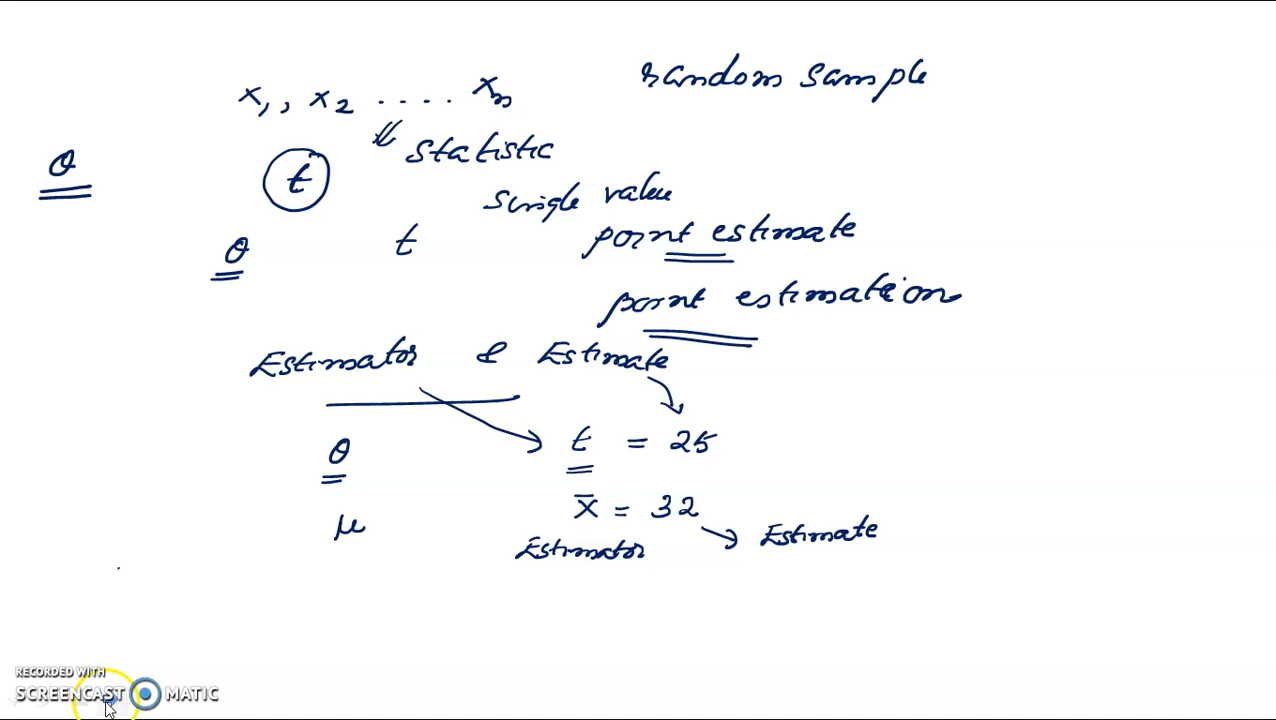 random sample
x₁, x₂ .... xₙ
statistic
θ t
single value
θ t point estimate
point estimation
Estimator & Estimate
θ t = 25
x̄ = 32
μ
Estimator Estimate
RECORDED WITH
SCREENCAST MATIC